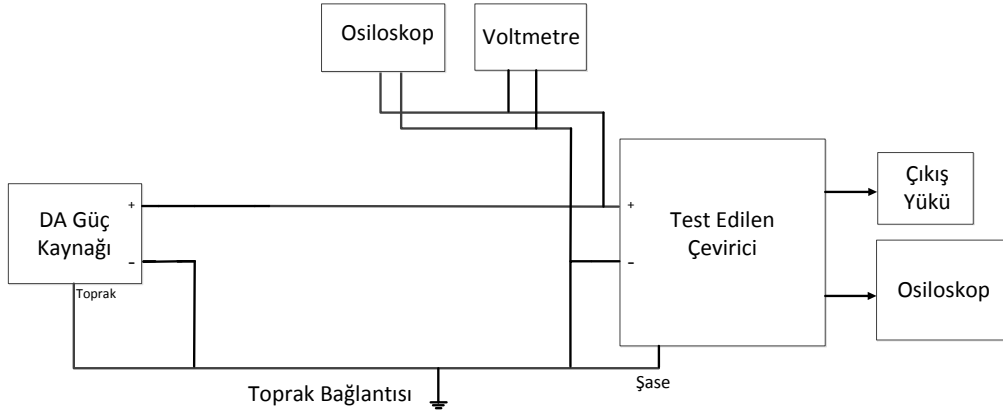 Osiloskop
Voltmetre
DA Güç
Kaynağı
+
-
Toprak
+
-
Test Edilen
Çevirici
Çıkış
Yükü
Osiloskop
Toprak Bağlantısı
Şase